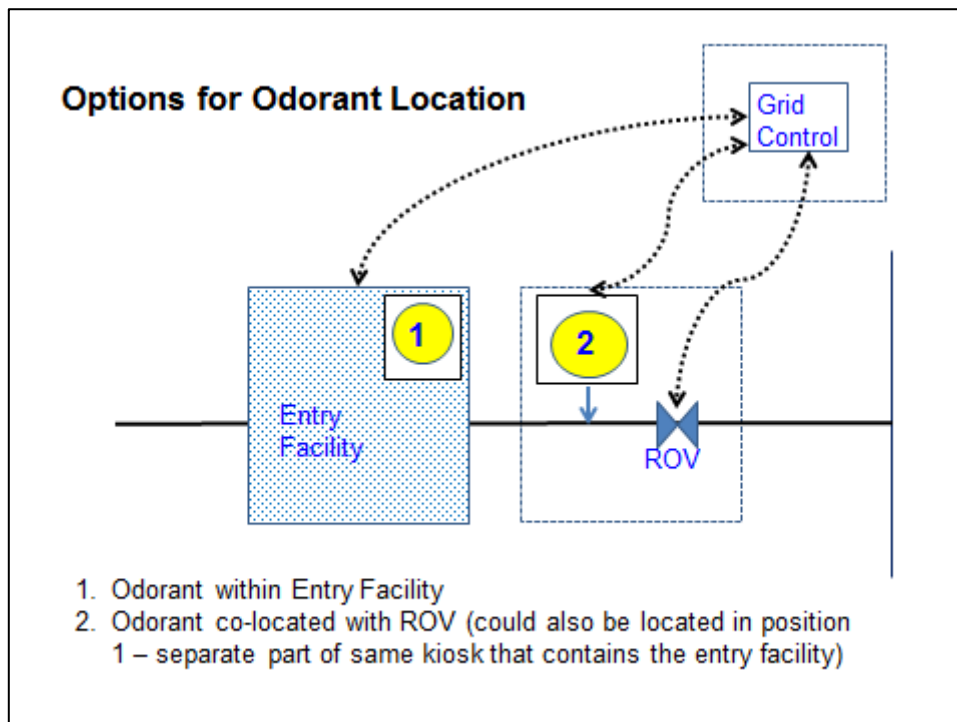 Options for Odorant Location
Grid
Control
1
2
Entry
Facility
ROV
1. Odorant within Entry Facility
2. Odorant co-located with ROV (could also be located in position
1 – separate part of same kiosk that contains the entry facility)